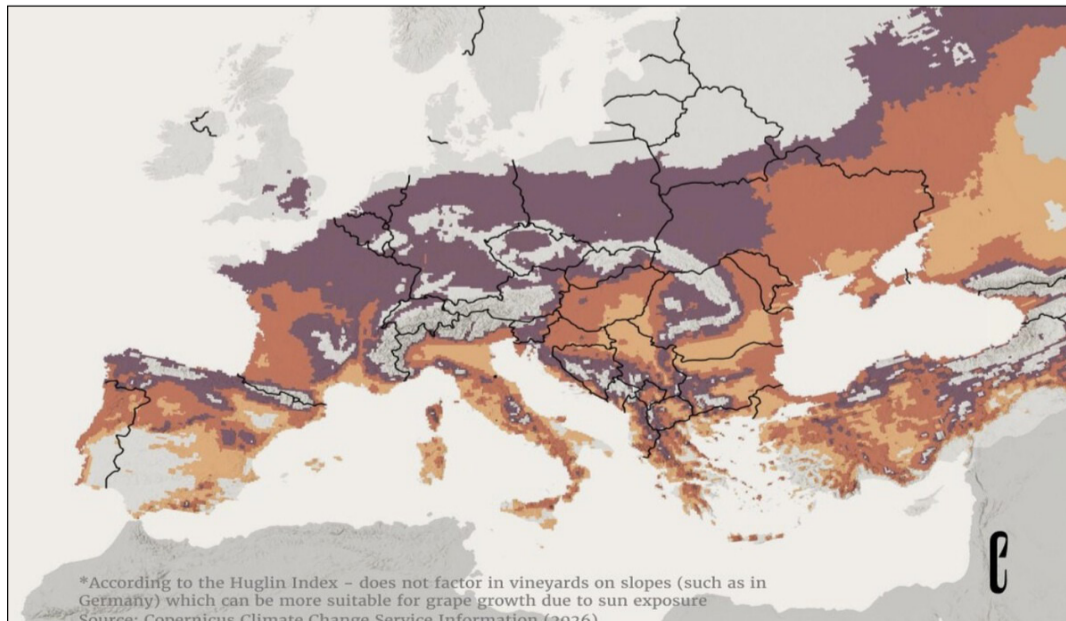 *According to the Huglin Index – does not factor in vineyards on slopes (such as in
Germany) which can be more suitable for grape growth due to sun exposure
Source: Copernicus Climate Change Service Information (2026)